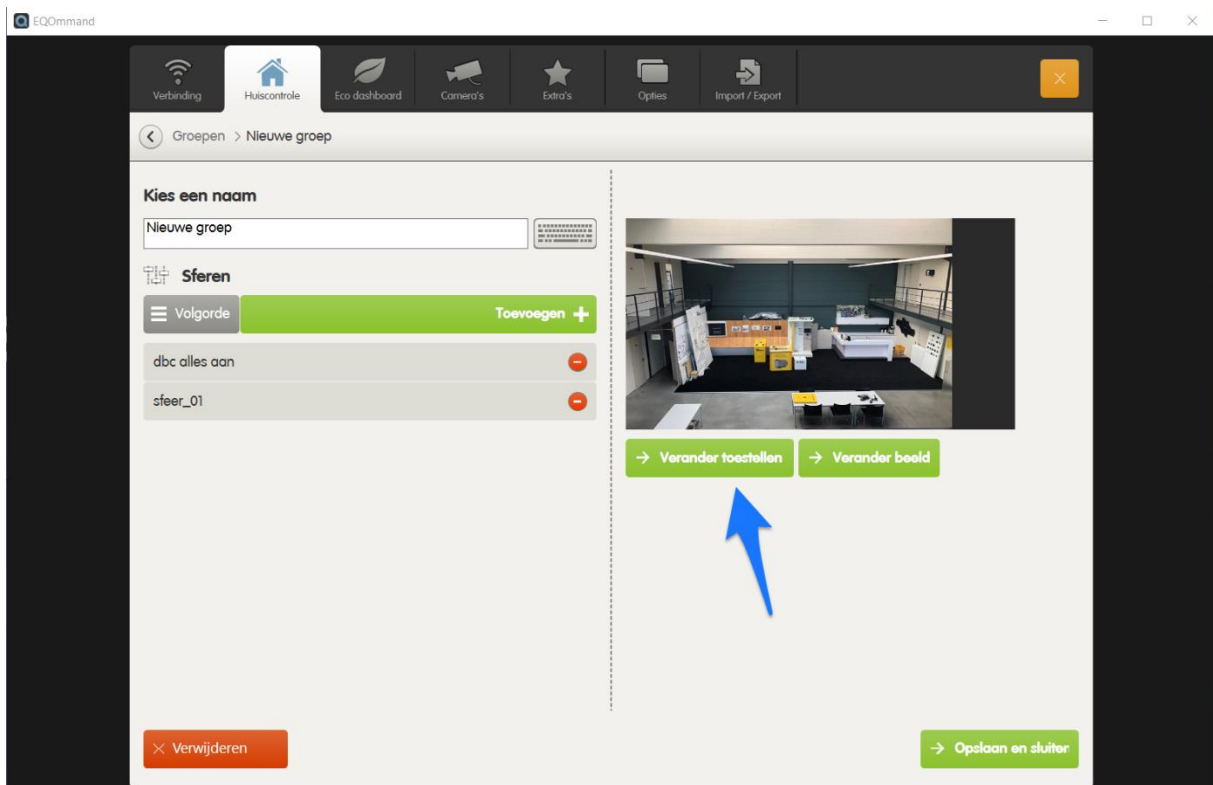 EQOmmand
Verbinding
Huiscontrole
Eco dashboard
Camera's
Extra's
Opties
Import / Export
Groepen > Nieuwe groep
Kies een naam
Nieuwe groep
Sferen
Volgorde
Toevoegen
dbc alles aan
sfeer_01
Verander toestellen
Verander beeld
Verwijderen
Opslaan en sluiten